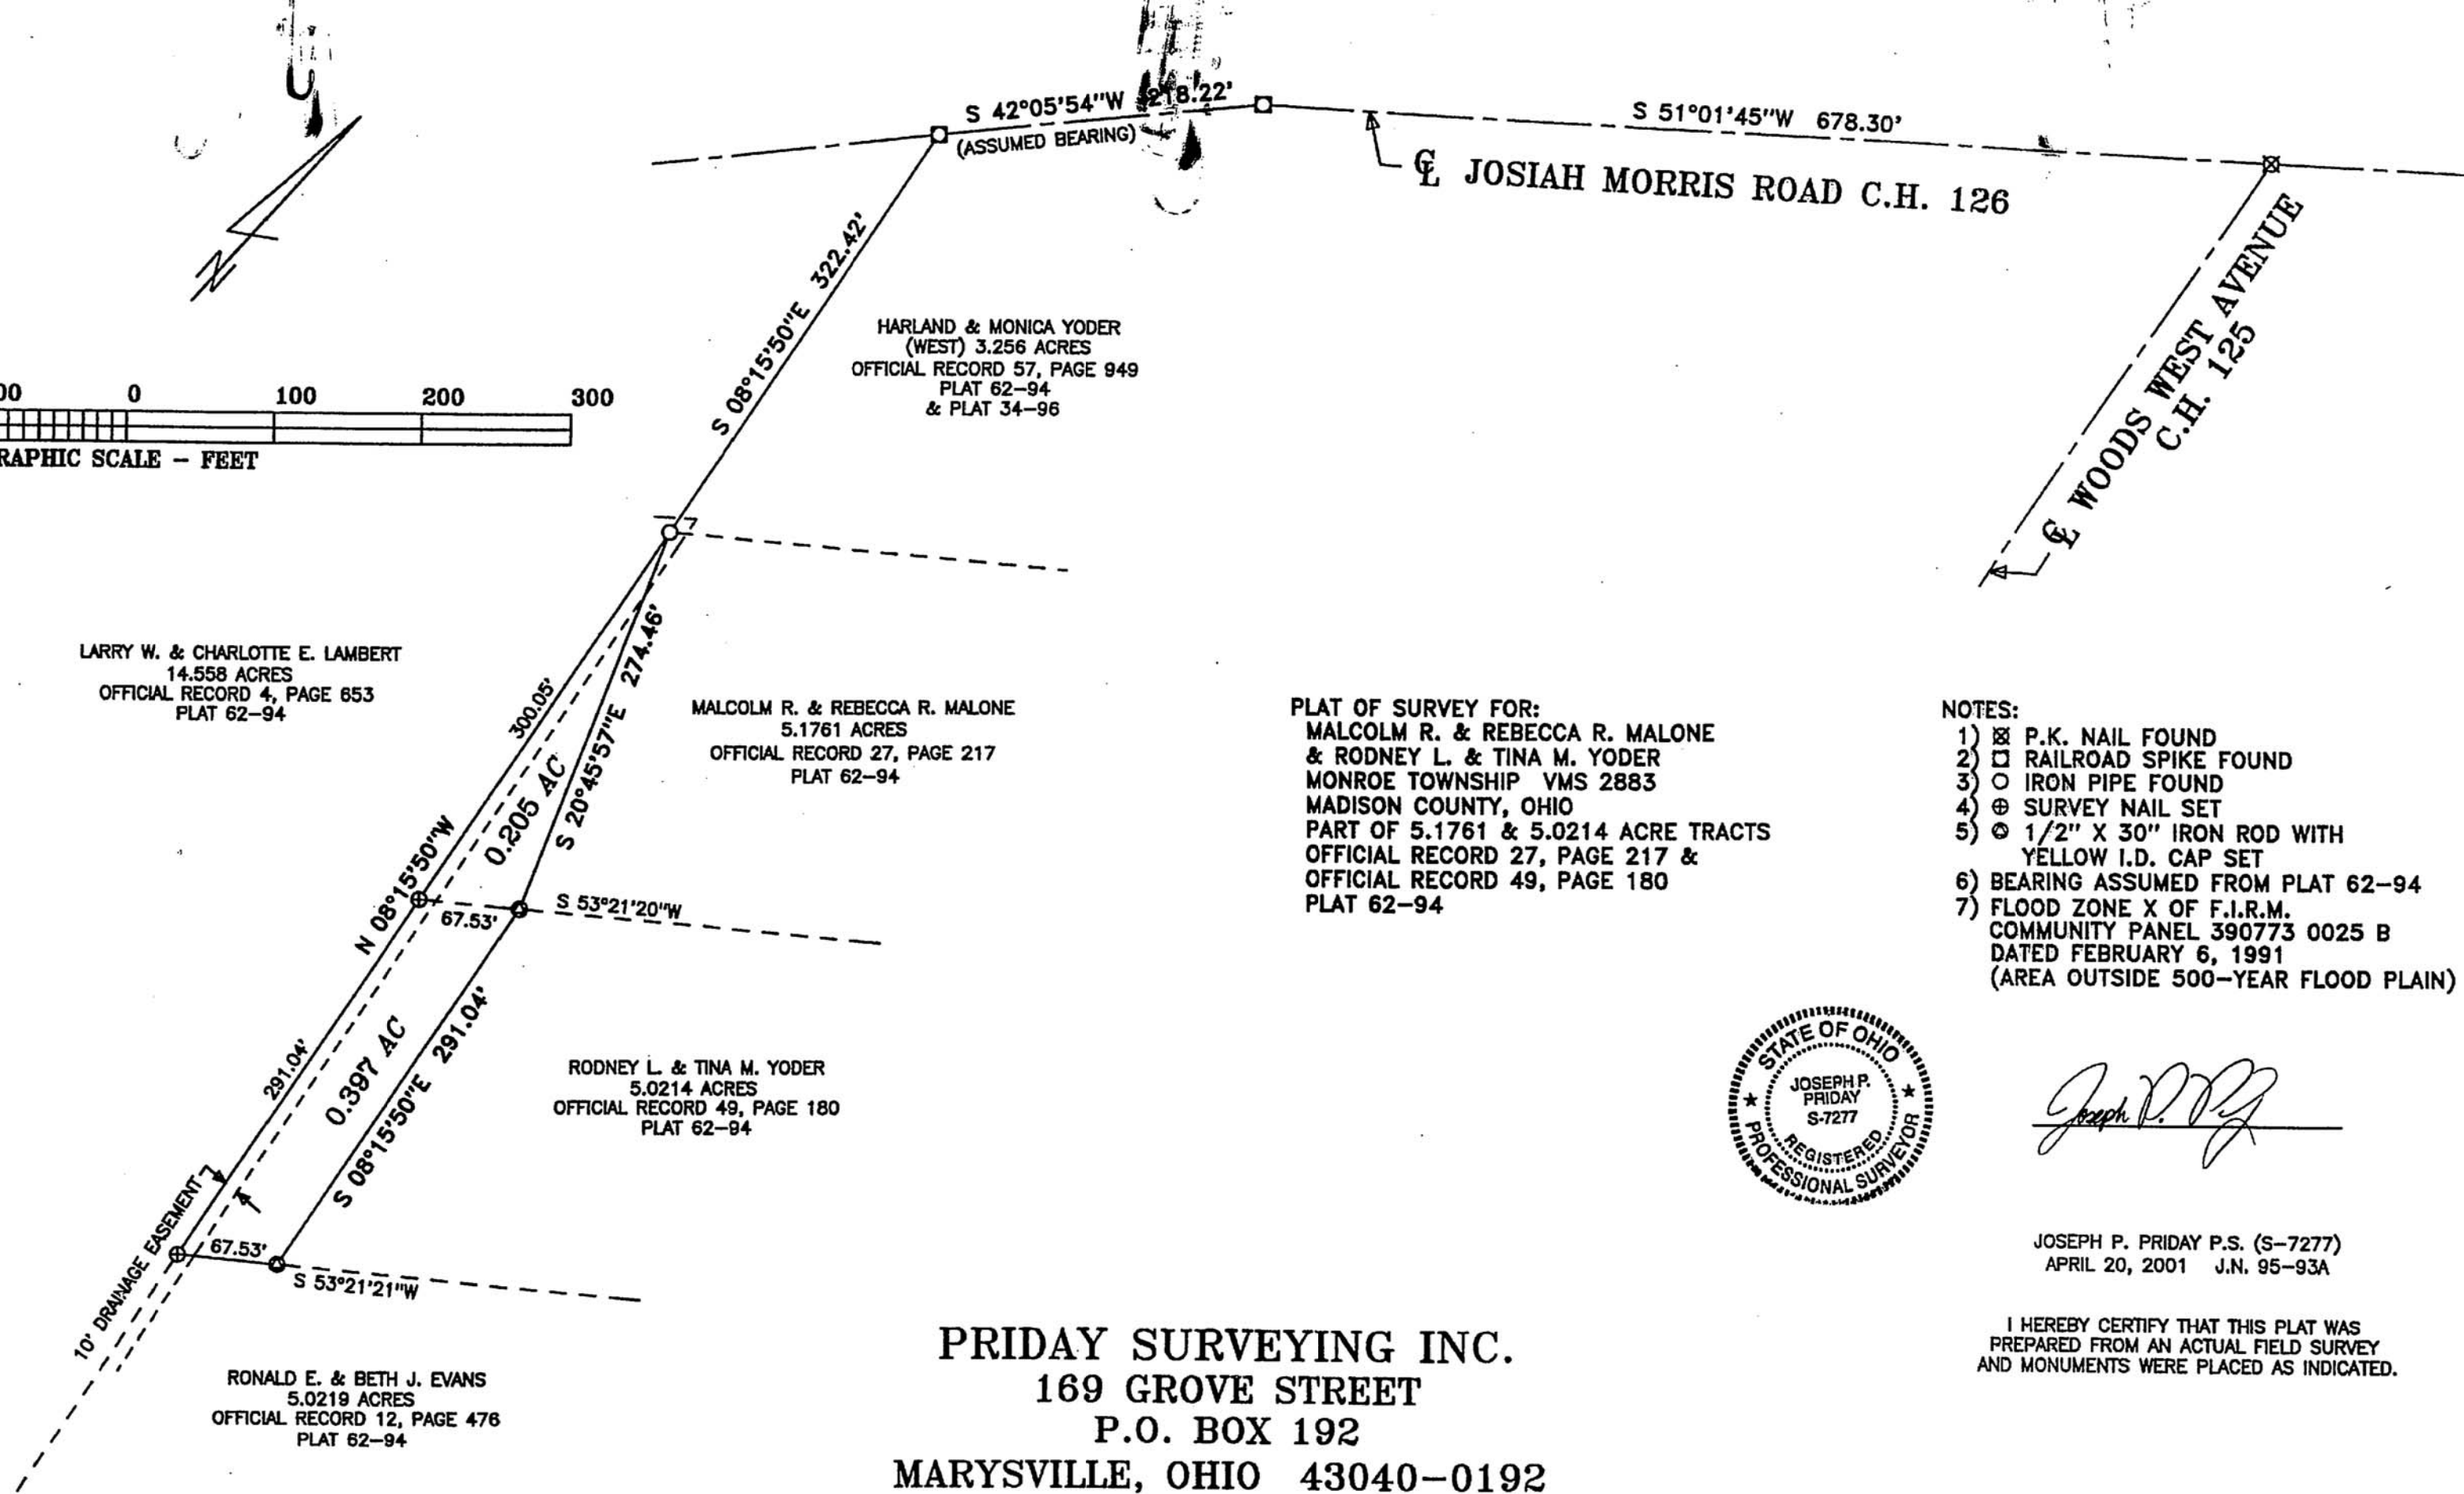 S 42°05'54"W 218.22'
(ASSUMED BEARING)
S 51°01'45"W 678.30'
℄ JOSIAH MORRIS ROAD C.H. 126
℄ WOODS WEST AVENUE
C.H. 125
N
S 08°15'50"E 322.42'
HARLAND & MONICA YODER
(WEST) 3.256 ACRES
OFFICIAL RECORD 57, PAGE 949
PLAT 62-94
& PLAT 34-96
00 0 100 200 300
RAPHIC SCALE - FEET
LARRY W. & CHARLOTTE E. LAMBERT
14.558 ACRES
OFFICIAL RECORD 4, PAGE 653
PLAT 62-94
300.05'
N 08°15'50"W
0.205 AC
S 20°45'57"E 274.46'
MALCOLM R. & REBECCA R. MALONE
5.1761 ACRES
OFFICIAL RECORD 27, PAGE 217
PLAT 62-94
67.53'
S 53°21'20"W
291.04'
0.397 AC
S 08°15'50"E 291.04'
RODNEY L. & TINA M. YODER
5.0214 ACRES
OFFICIAL RECORD 49, PAGE 180
PLAT 62-94
10' DRAINAGE EASEMENT
67.53'
S 53°21'21"W
RONALD E. & BETH J. EVANS
5.0219 ACRES
OFFICIAL RECORD 12, PAGE 476
PLAT 62-94
PLAT OF SURVEY FOR:
MALCOLM R. & REBECCA R. MALONE
& RODNEY L. & TINA M. YODER
MONROE TOWNSHIP VMS 2883
MADISON COUNTY, OHIO
PART OF 5.1761 & 5.0214 ACRE TRACTS
OFFICIAL RECORD 27, PAGE 217 &
OFFICIAL RECORD 49, PAGE 180
PLAT 62-94
NOTES:
1) P.K. NAIL FOUND
2) RAILROAD SPIKE FOUND
3) IRON PIPE FOUND
4) SURVEY NAIL SET
5) 1/2" X 30" IRON ROD WITH
YELLOW I.D. CAP SET
6) BEARING ASSUMED FROM PLAT 62-94
7) FLOOD ZONE X OF F.I.R.M.
COMMUNITY PANEL 390773 0025 B
DATED FEBRUARY 6, 1991
(AREA OUTSIDE 500-YEAR FLOOD PLAIN)
STATE OF OHIO
JOSEPH P.
PRIDAY
S-7277
REGISTERED
PROFESSIONAL SURVEYOR
Joseph P.
JOSEPH P. PRIDAY P.S. (S-7277)
APRIL 20, 2001 J.N. 95-93A
I HEREBY CERTIFY THAT THIS PLAT WAS
PREPARED FROM AN ACTUAL FIELD SURVEY
AND MONUMENTS WERE PLACED AS INDICATED.
PRIDAY SURVEYING INC.
169 GROVE STREET
P.O. BOX 192
MARYSVILLE, OHIO 43040-0192